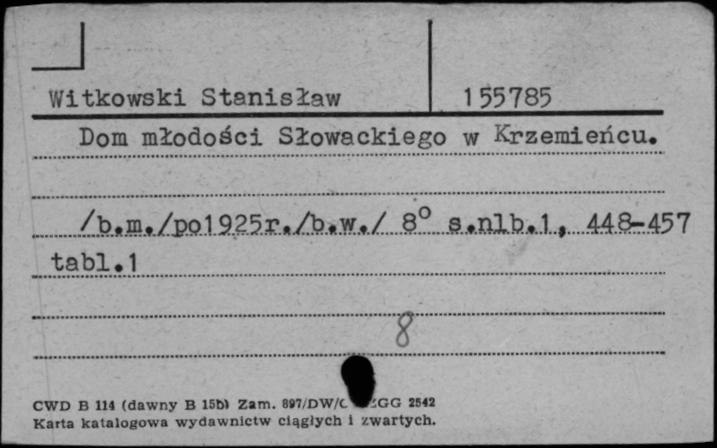 Witkowski Stanisław 155785
Dom młodości Słowackiego w Krzemieńcu.
/b.m./po1925r./b.w./ 8° s.nlb.1, 448-457
tabl.1
8
CWD B 114 (dawny B 15b) Zam. 897/DW/ GG 2542
Karta katalogowa wydawnictw ciągłych i zwartych.